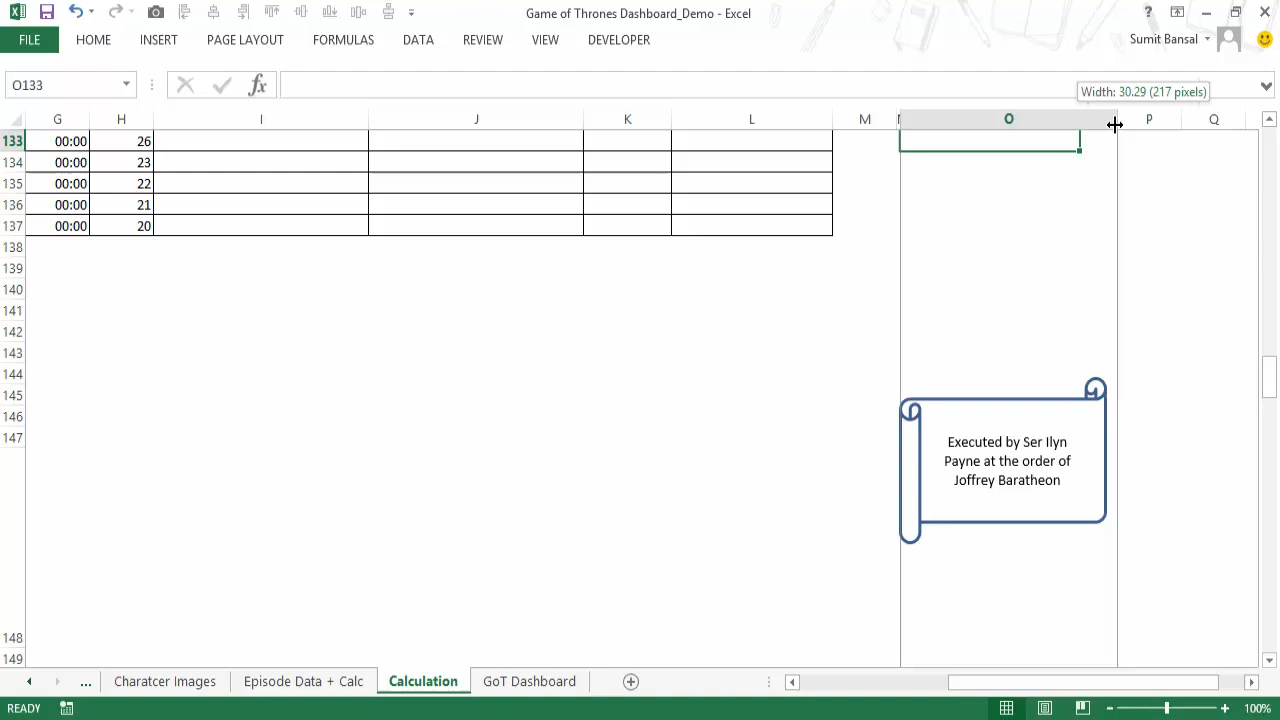 Game of Thrones Dashboard_Demo - Excel
?
FILE HOME INSERT PAGE LAYOUT FORMULAS DATA REVIEW VIEW DEVELOPER Sumit Bansal
O133 fx
Width: 30.29 (217 pixels)
G H I J K L M O P Q
133 00:00 26
134 00:00 23
135 00:00 22
136 00:00 21
137 00:00 20
138
139
140
141
142
143
144
145
146
147
Executed by Ser Ilyn
Payne at the order of
Joffrey Baratheon
148
149
... Charatcer Images Episode Data + Calc Calculation GoT Dashboard
READY 100%